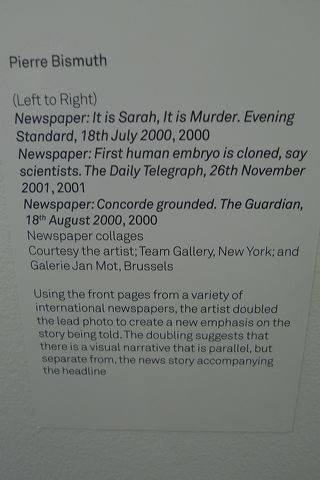 Pierre Bismuth
(Left to Right)
Newspaper: It is Sarah, It is Murder. Evening
Standard, 18th July 2000, 2000
Newspaper: First human embryo is cloned, say
scientists. The Daily Telegraph, 26th November
2001, 2001
Newspaper: Concorde grounded. The Guardian,
18th August 2000, 2000
Newspaper collages
Courtesy the artist; Team Gallery, New York; and
Galerie Jan Mot, Brussels
Using the front pages from a variety of
international newspapers, the artist doubled
the lead photo to create a new emphasis on the
story being told. The doubling suggests that
there is a visual narrative that is parallel, but
separate from, the news story accompanying
the headline